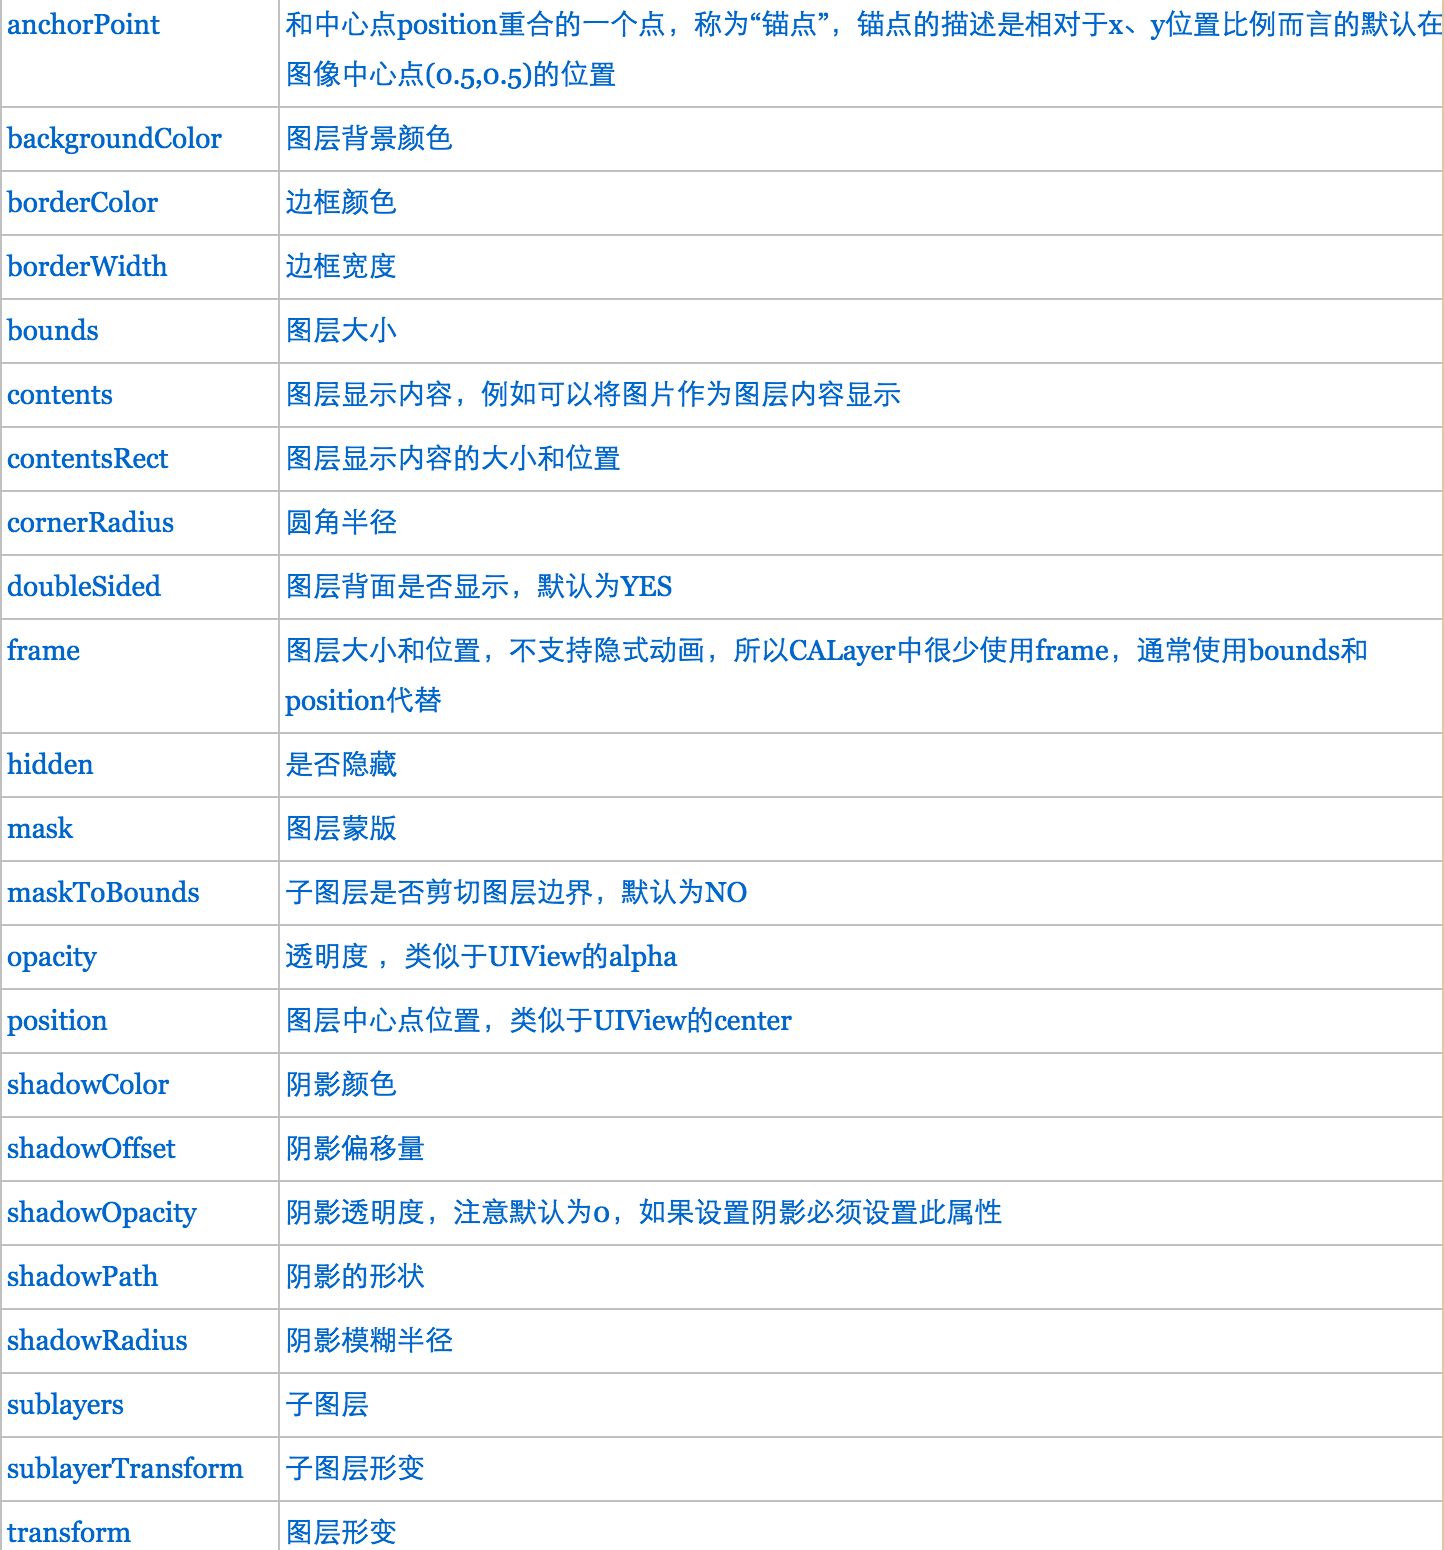 anchorPoint 和中心点position重合的一个点，称为“锚点”，锚点的描述是相对于x、y位置比例而言的默认在
图像中心点(0.5,0.5)的位置
backgroundColor 图层背景颜色
borderColor 边框颜色
borderWidth 边框宽度
bounds 图层大小
contents 图层显示内容，例如可以将图片作为图层内容显示
contentsRect 图层显示内容的大小和位置
cornerRadius 圆角半径
doubleSided 图层背面是否显示，默认为YES
frame 图层大小和位置，不支持隐式动画，所以CALayer中很少使用frame，通常使用bounds和
position代替
hidden 是否隐藏
mask 图层蒙版
maskToBounds 子图层是否剪切图层边界，默认为NO
opacity 透明度 ，类似于UIView的alpha
position 图层中心点位置，类似于UIView的center
shadowColor 阴影颜色
shadowOffset 阴影偏移量
shadowOpacity 阴影透明度，注意默认为0，如果设置阴影必须设置此属性
shadowPath 阴影的形状
shadowRadius 阴影模糊半径
sublayers 子图层
sublayerTransform 子图层形变
transform 图层形变